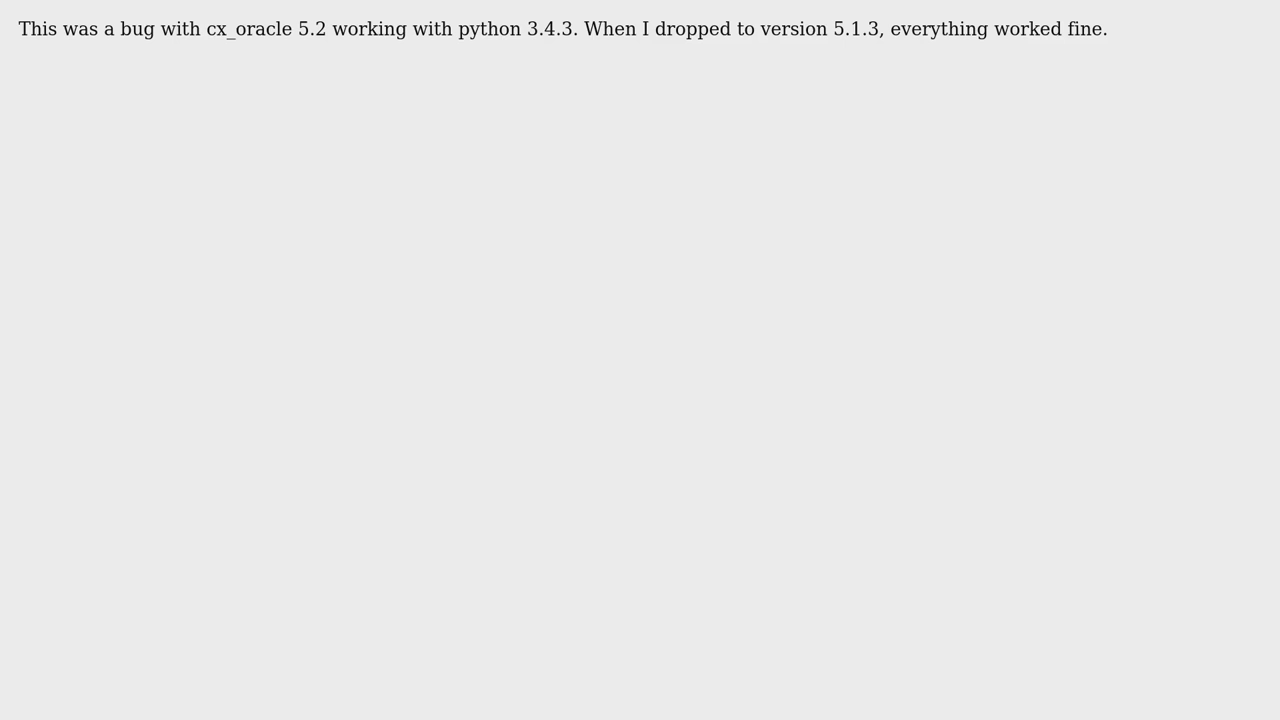 This was a bug with cx_oracle 5.2 working with python 3.4.3. When I dropped to version 5.1.3, everything worked fine.